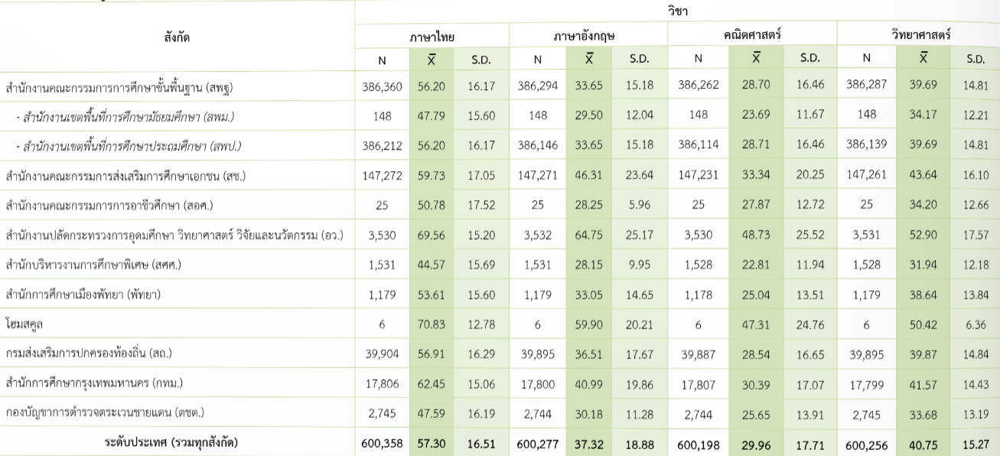 วิชา
สังกัด ภาษาไทย ภาษาอังกฤษ คณิตศาสตร์ วิทยาศาสตร์
N X̄ S.D. N X̄ S.D. N X̄ S.D. N X̄ S.D.
สำนักงานคณะกรรมการการศึกษาขั้นพื้นฐาน (สพฐ) 386,360 56.20 16.17 386,294 33.65 15.18 386,262 28.70 16.46 386,287 39.69 14.81
- สำนักงานเขตพื้นที่การศึกษามัธยมศึกษา (สพม.) 148 47.79 15.60 148 29.50 12.04 148 23.69 11.67 148 34.17 12.21
- สำนักงานเขตพื้นที่การศึกษาประถมศึกษา (สพป.) 386,212 56.20 16.17 386,146 33.65 15.18 386,114 28.71 16.46 386,139 39.69 14.81
สำนักงานคณะกรรมการส่งเสริมการศึกษาเอกชน (สช.) 147,272 59.73 17.05 147,271 46.31 23.64 147,231 33.34 20.25 147,261 43.64 16.10
สำนักงานคณะกรรมการการอาชีวศึกษา (สอศ.) 25 50.78 17.52 25 28.25 5.96 25 27.87 12.72 25 34.20 12.66
สำนักงานปลัดกระทรวงการอุดมศึกษา วิทยาศาสตร์ วิจัยและนวัตกรรม (อว.) 3,530 69.56 15.20 3,532 64.75 25.17 3,530 48.73 25.52 3,531 52.90 17.57
สำนักบริหารงานการศึกษาพิเศษ (สศศ.) 1,531 44.57 15.69 1,531 28.15 9.95 1,528 22.81 11.94 1,528 31.94 12.18
สำนักการศึกษาเมืองพัทยา (พัทยา) 1,179 53.61 15.60 1,179 33.05 14.65 1,178 25.04 13.51 1,179 38.64 13.84
โฮมสคูล 6 70.83 12.78 6 59.90 20.21 6 47.31 24.76 6 50.42 6.36
กรมส่งเสริมการปกครองท้องถิ่น (สถ.) 39,904 56.91 16.29 39,895 36.51 17.67 39,887 28.54 16.65 39,895 39.87 14.84
สำนักการศึกษากรุงเทพมหานคร (กทม.) 17,806 62.45 15.06 17,800 40.99 19.86 17,807 30.39 17.07 17,799 41.57 14.43
กองบัญชาการตำรวจตระเวนชายแดน (ตชด.) 2,745 47.59 16.19 2,744 30.18 11.28 2,744 25.65 13.91 2,745 33.68 13.19
ระดับประเทศ (รวมทุกสังกัด) 600,358 57.30 16.51 600,277 37.32 18.88 600,198 29.96 17.71 600,256 40.75 15.27